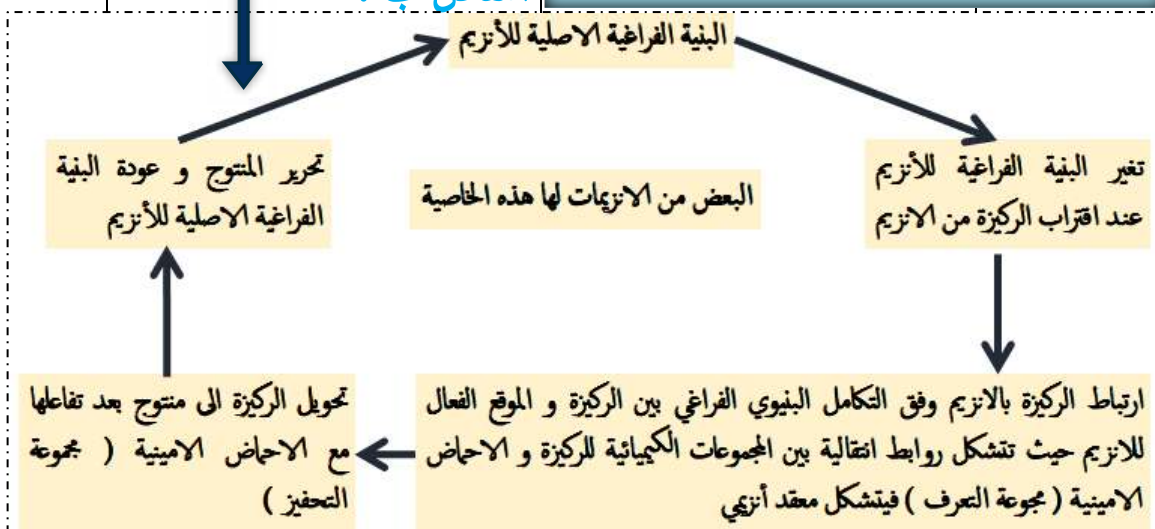 البنية الفراغية الاصلية للأنزيم
تغير البنية الفراغية للأنزيم
عند اقتراب الركيزة من الانزيم
ارتباط الركيزة بالانزيم وفق التكامل البنيوي الفراغي بين الركيزة و الموقع الفعال
للانزيم حيث تتشكل روابط انتقالية بين المجموعات الكيميائية للركيزة و الاحماض
الامينية ( مجوعة التعرف ) فيتشكل معقد أنزيمي
تحويل الركيزة الى منتوج بعد تفاعلها
مع الاحماض الامينية ( مجموعة
التحفيز )
تحرير المنتوج و عودة البنية
الفراغية الاصلية للأنزيم
البعض من الانزيمات لها هذه الخاصية